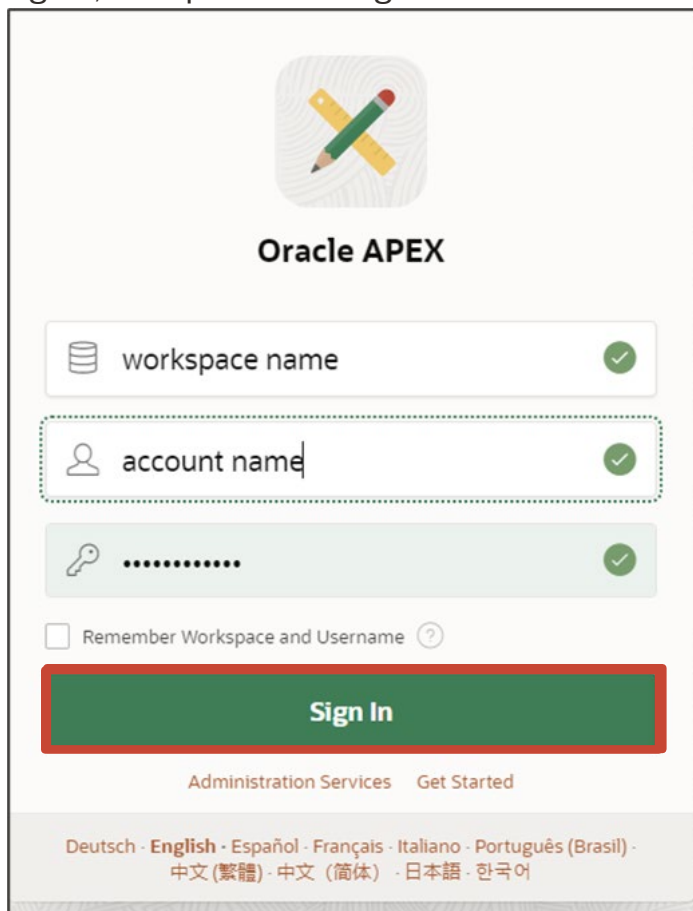 Oracle APEX
workspace name
account name
••••••••••••
Remember Workspace and Username ?
Sign In
Administration Services Get Started
Deutsch · English · Español · Français · Italiano · Português (Brasil) ·
中文 (繁體) · 中文（简体） · 日本語 · 한국어